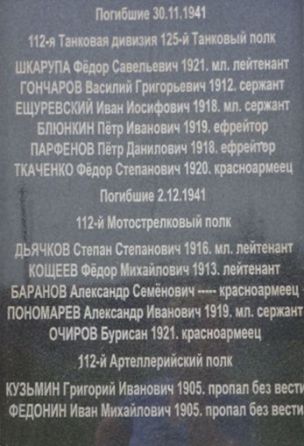 Погибшие 30.11.1941
112-я Танковая дивизия 125-й Танковый полк
ШКАРУПА Фёдор Савельевич 1921. мл. лейтенант
ГОНЧАРОВ Василий Григорьевич 1912. сержант
ЕЩУРЕВСКИЙ Иван Иосифович 1918. мл. сержант
БЛЮНКИН Пётр Иванович 1919. ефрейтор
ПАРФЕНОВ Пётр Данилович 1918. ефрейтор
ТКАЧЕНКО Фёдор Степанович 1920. красноармеец
Погибшие 2.12.1941
112-й Мотострелковый полк
ДЬЯЧКОВ Степан Степанович 1916. мл. лейтенант
КОЩЕЕВ Фёдор Михайлович 1913. лейтенант
БАРАНОВ Александр Семёнович ----- красноармеец
ПОНОМАРЕВ Александр Иванович 1919. мл. сержант
ОЧИРОВ Бурисан 1921. красноармеец
112-й Артеллерийский полк
КУЗЬМИН Григорий Иванович 1905. пропал без вести
ФЕДОНИН Иван Михайлович 1905. пропал без вести